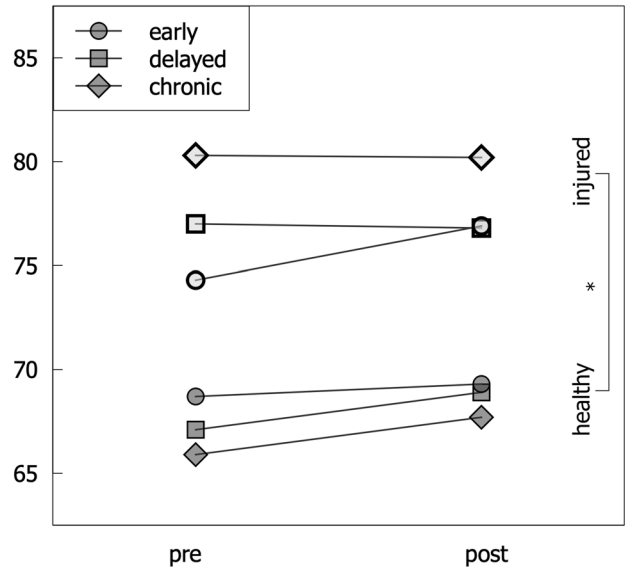 early
delayed
chronic
85
80
75
70
65
injured
*
healthy
pre post